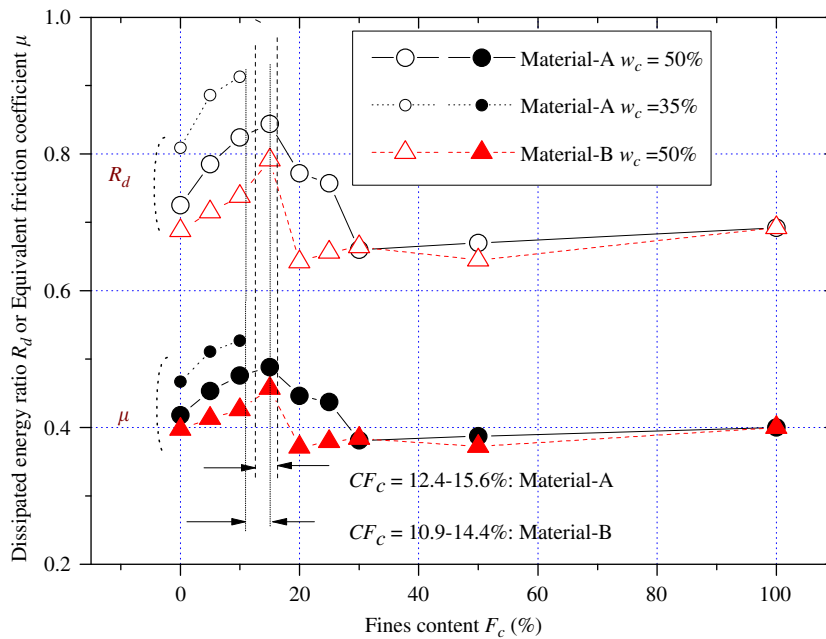 1.0
0.8
0.6
0.4
0.2
Dissipated energy ratio R_d or Equivalent friction coefficient μ
Material-A w_c = 50%
Material-A w_c =35%
Material-B w_c =50%
R_d
μ
CF_c = 12.4-15.6%: Material-A
CF_c = 10.9-14.4%: Material-B
0 20 40 60 80 100
Fines content F_c (%)